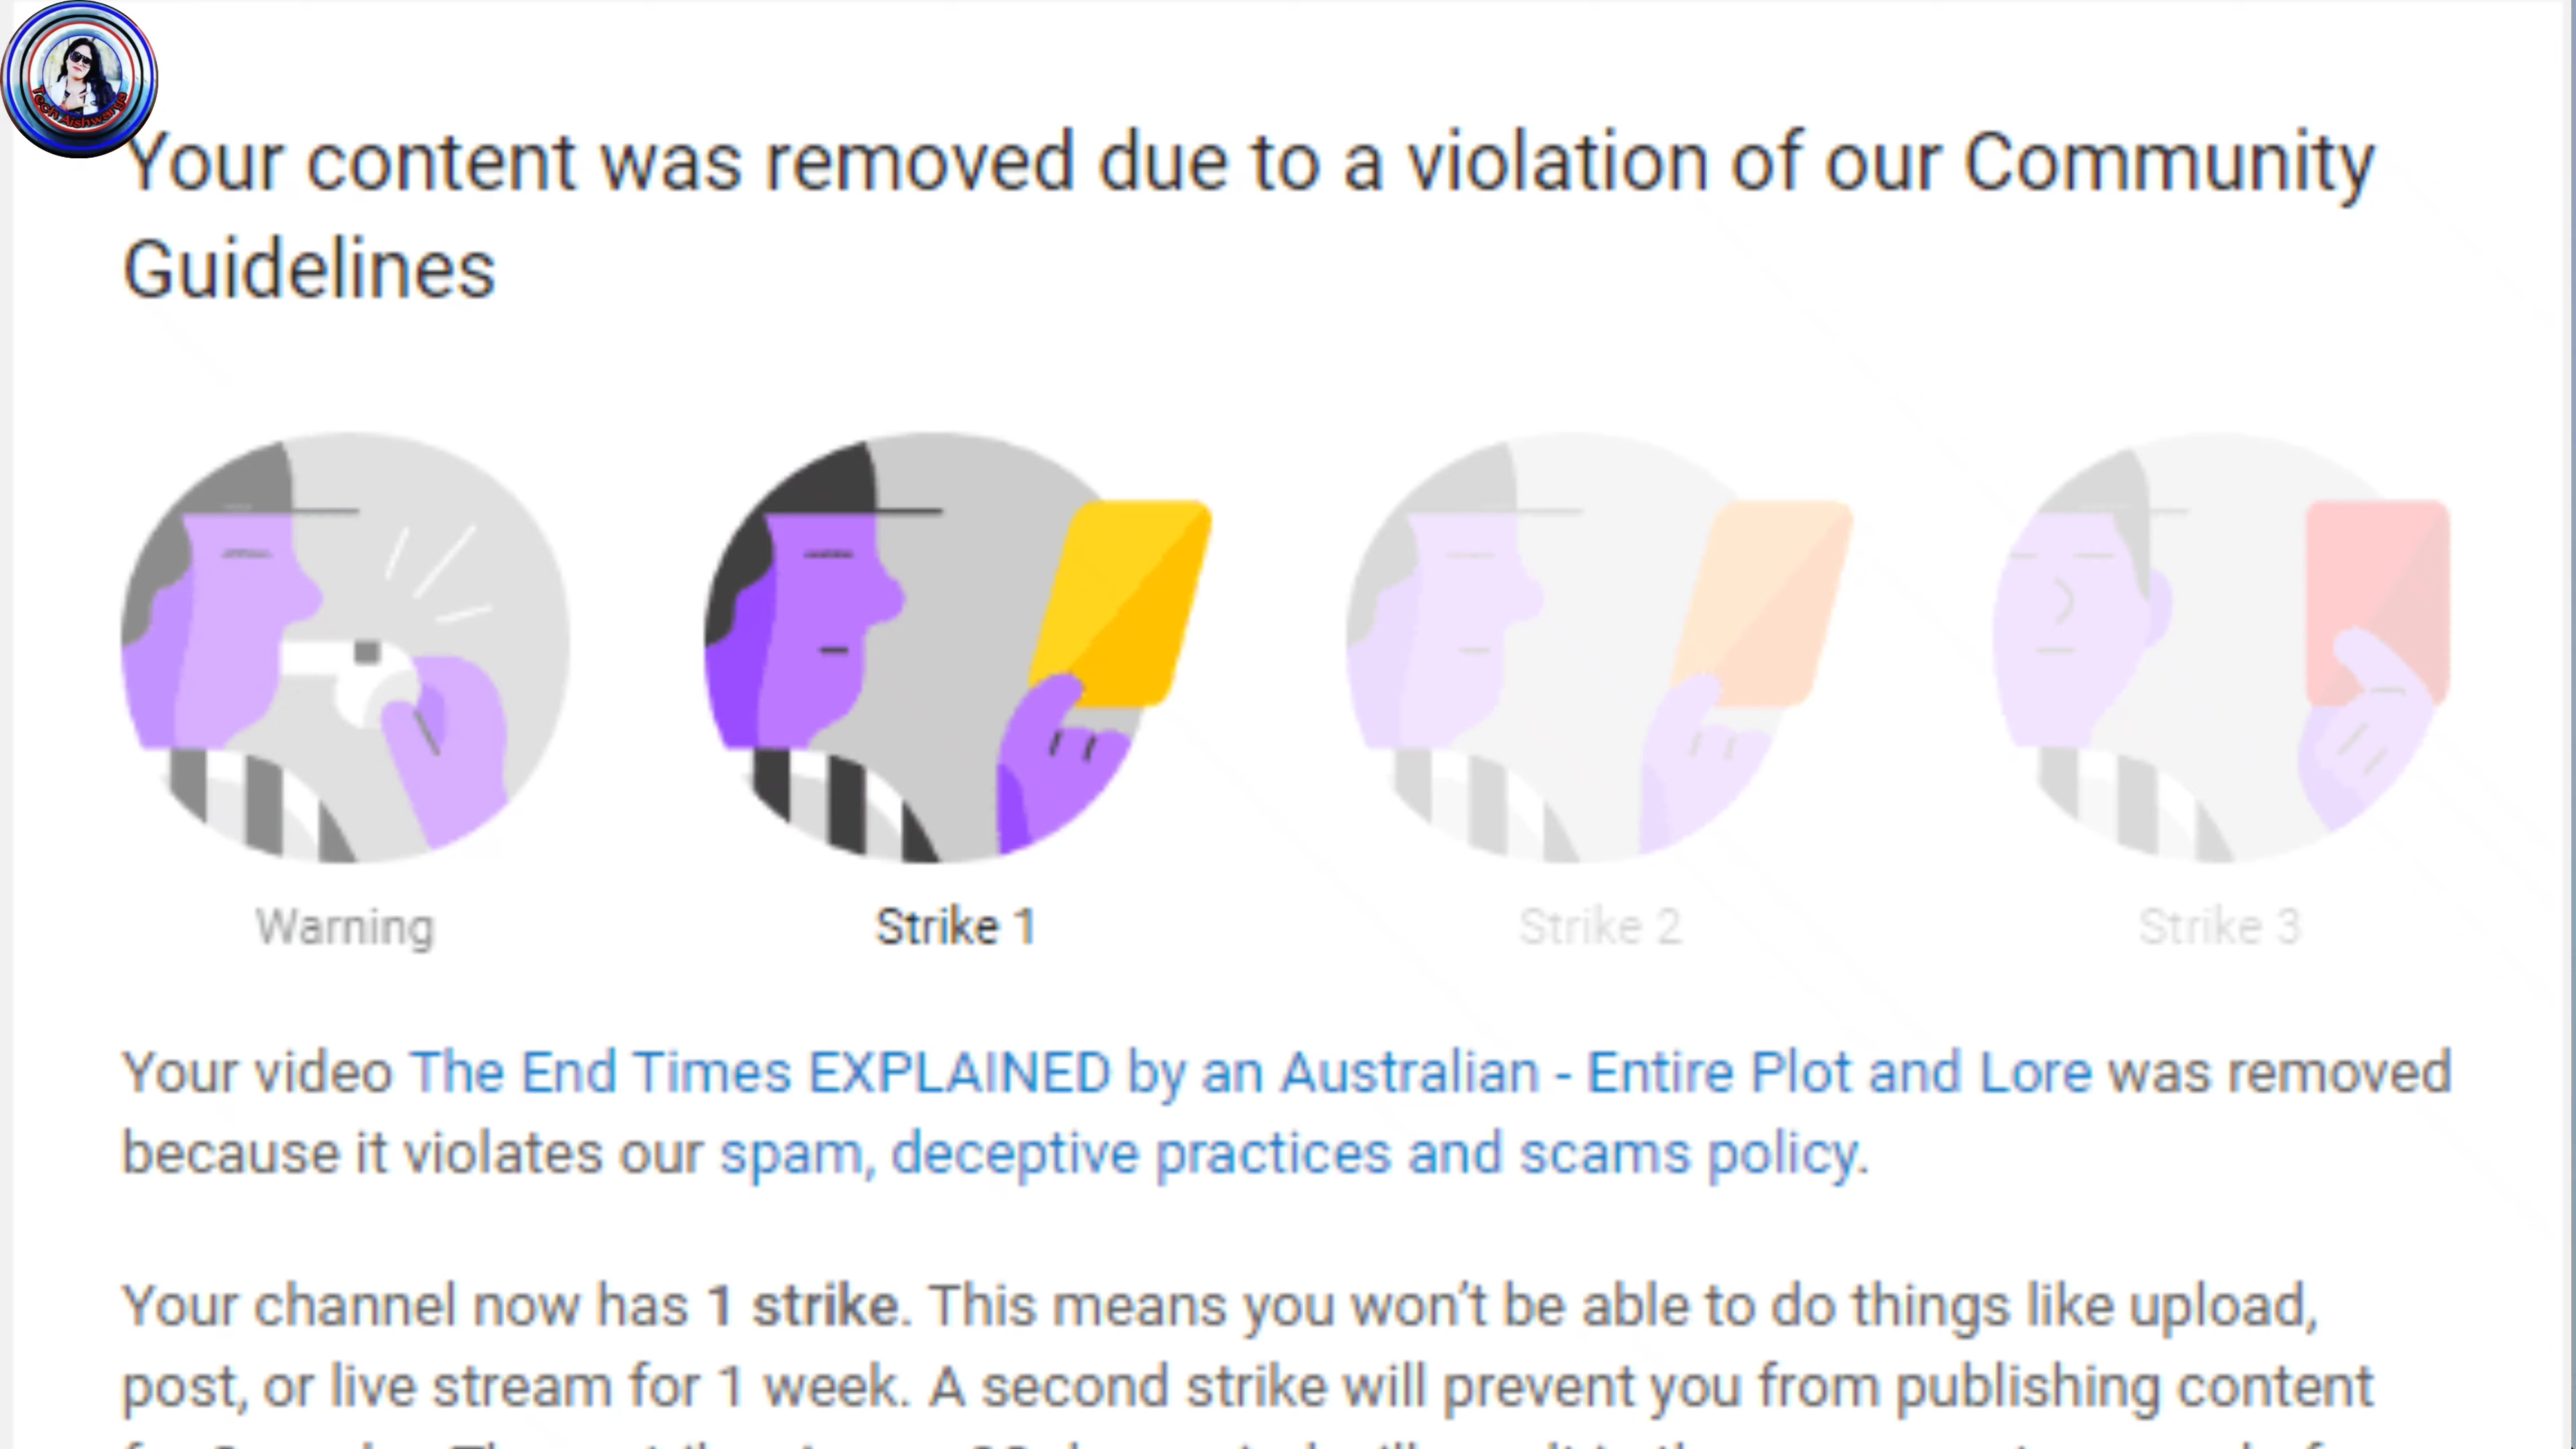 Tech Aishwarya
Your content was removed due to a violation of our Community
Guidelines
Warning
Strike 1
Strike 2
Strike 3
Your video The End Times EXPLAINED by an Australian - Entire Plot and Lore was removed
because it violates our spam, deceptive practices and scams policy.
Your channel now has 1 strike. This means you won't be able to do things like upload,
post, or live stream for 1 week. A second strike will prevent you from publishing content